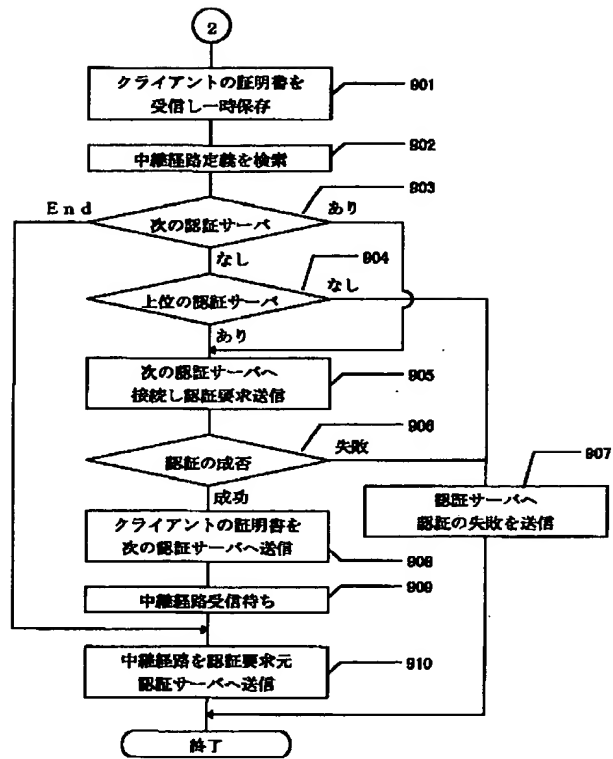 2
クライアントの証明書を
受信し一時保存
901
中継経路定義を検索
902
903
End
次の認証サーバ
あり
なし
904
上位の認証サーバ
なし
あり
次の認証サーバへ
接続し認証要求送信
905
906
認証の成否
失敗
成功
907
認証サーバへ
認証の失敗を送信
クライアントの証明書を
次の認証サーバへ送信
908
中継経路受信待ち
909
中継経路を認証要求元
認証サーバへ送信
910
終了